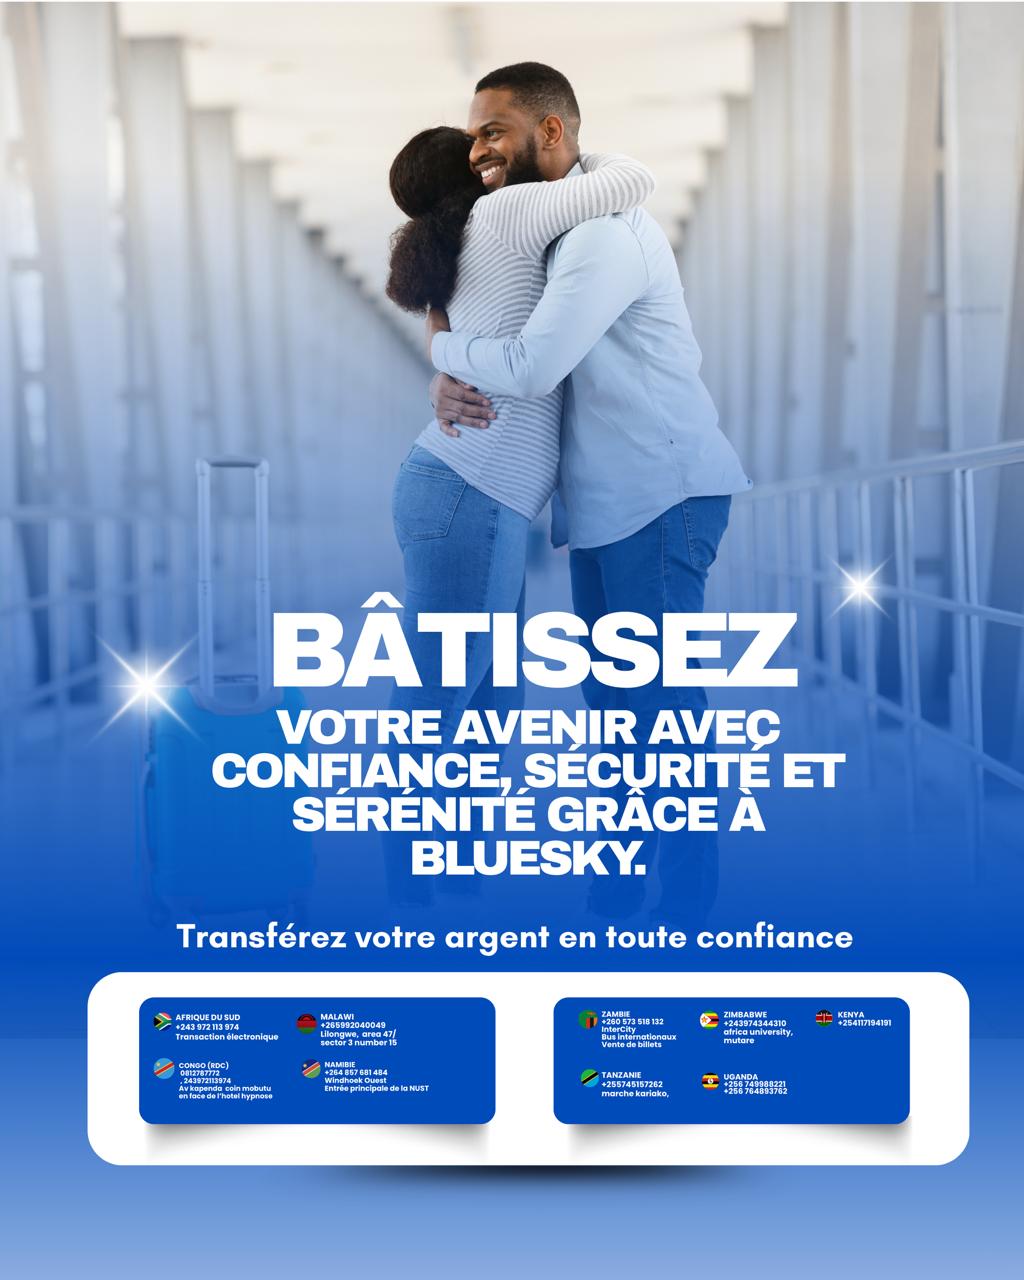 BÂTISSEZ
VOTRE AVENIR AVEC
CONFIANCE, SÉCURITÉ ET
SÉRÉNITÉ GRÂCE À
BLUESKY.
Transférez votre argent en toute confiance
AFRIQUE DU SUD
+243 972 113 974
Transaction électronique
MALAWI
+265992040049
Lilongwe, area 47/
sector 3 number 15
CONGO (RDC)
0812787772
, 243972113974
Av kapenda coin mobutu
en face de l'hotel hypnose
NAMIBIE
+264 857 681 484
Windhoek Ouest
Entrée principale de la NUST
ZAMBIE
+260 573 518 132
InterCity
Bus internationaux
Vente de billets
ZIMBABWE
+243974344310
africa university,
mutare
KENYA
+254117194191
TANZANIE
+255745157262
marche kariako,
UGANDA
+256 749988221
+256 764893762